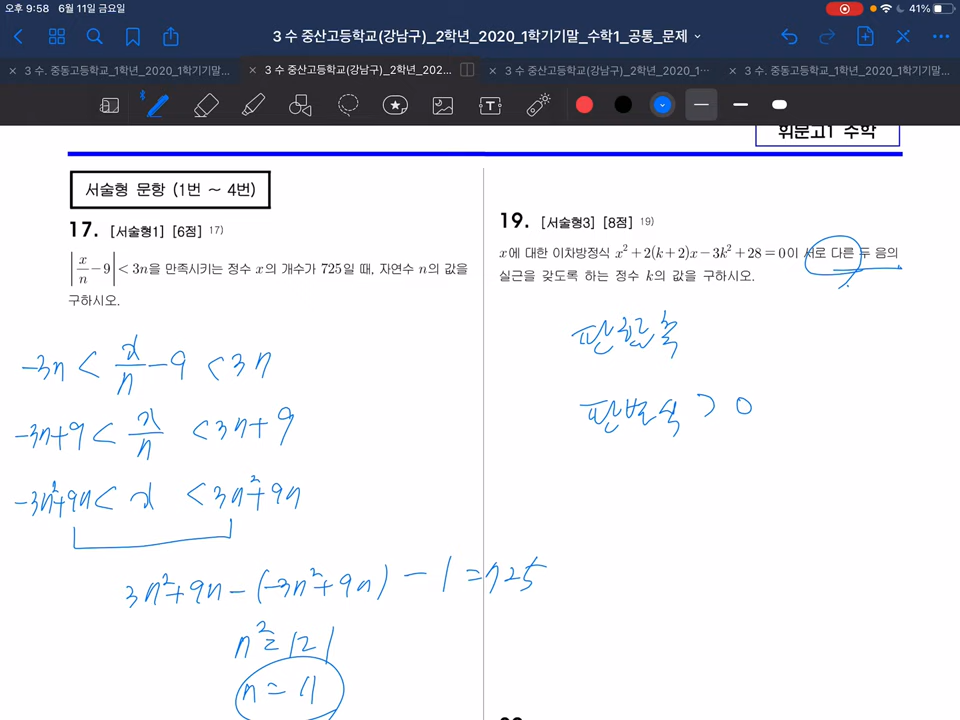 오후 9:58 6월 11일 금요일
41%
3 수 중산고등학교(강남구)_2학년_2020_1학기기말_수학1_공통_문제
3 수. 중동고등학교_1학년_2020_1학기기말...
3 수 중산고등학교(강남구)_2학년_202...
3 수 중산고등학교(강남구)_2학년_2020_1...
3 수. 중동고등학교_1학년_2020_1학기기말...
위문고1 수학
서술형 문항 (1번 ~ 4번)
17. [서술형1] [6점] 17)
|x/n − 9| < 3n을 만족시키는 정수 x의 개수가 725일 때, 자연수 n의 값을
구하시오.
-3n < x/n - 9 < 3n
-3n+9 < x/n < 3n+9
-3n²+9n < x < 3n²+9n
3n²+9n-(-3n²+9n) - 1 = 725
n² = 121
n = 11
19. [서술형3] [8점] 19)
x에 대한 이차방정식 x²+2(k+2)x−3k²+28=0이 서로 다른 두 음의
실근을 갖도록 하는 정수 k의 값을 구하시오.
판함축
판별식 > 0